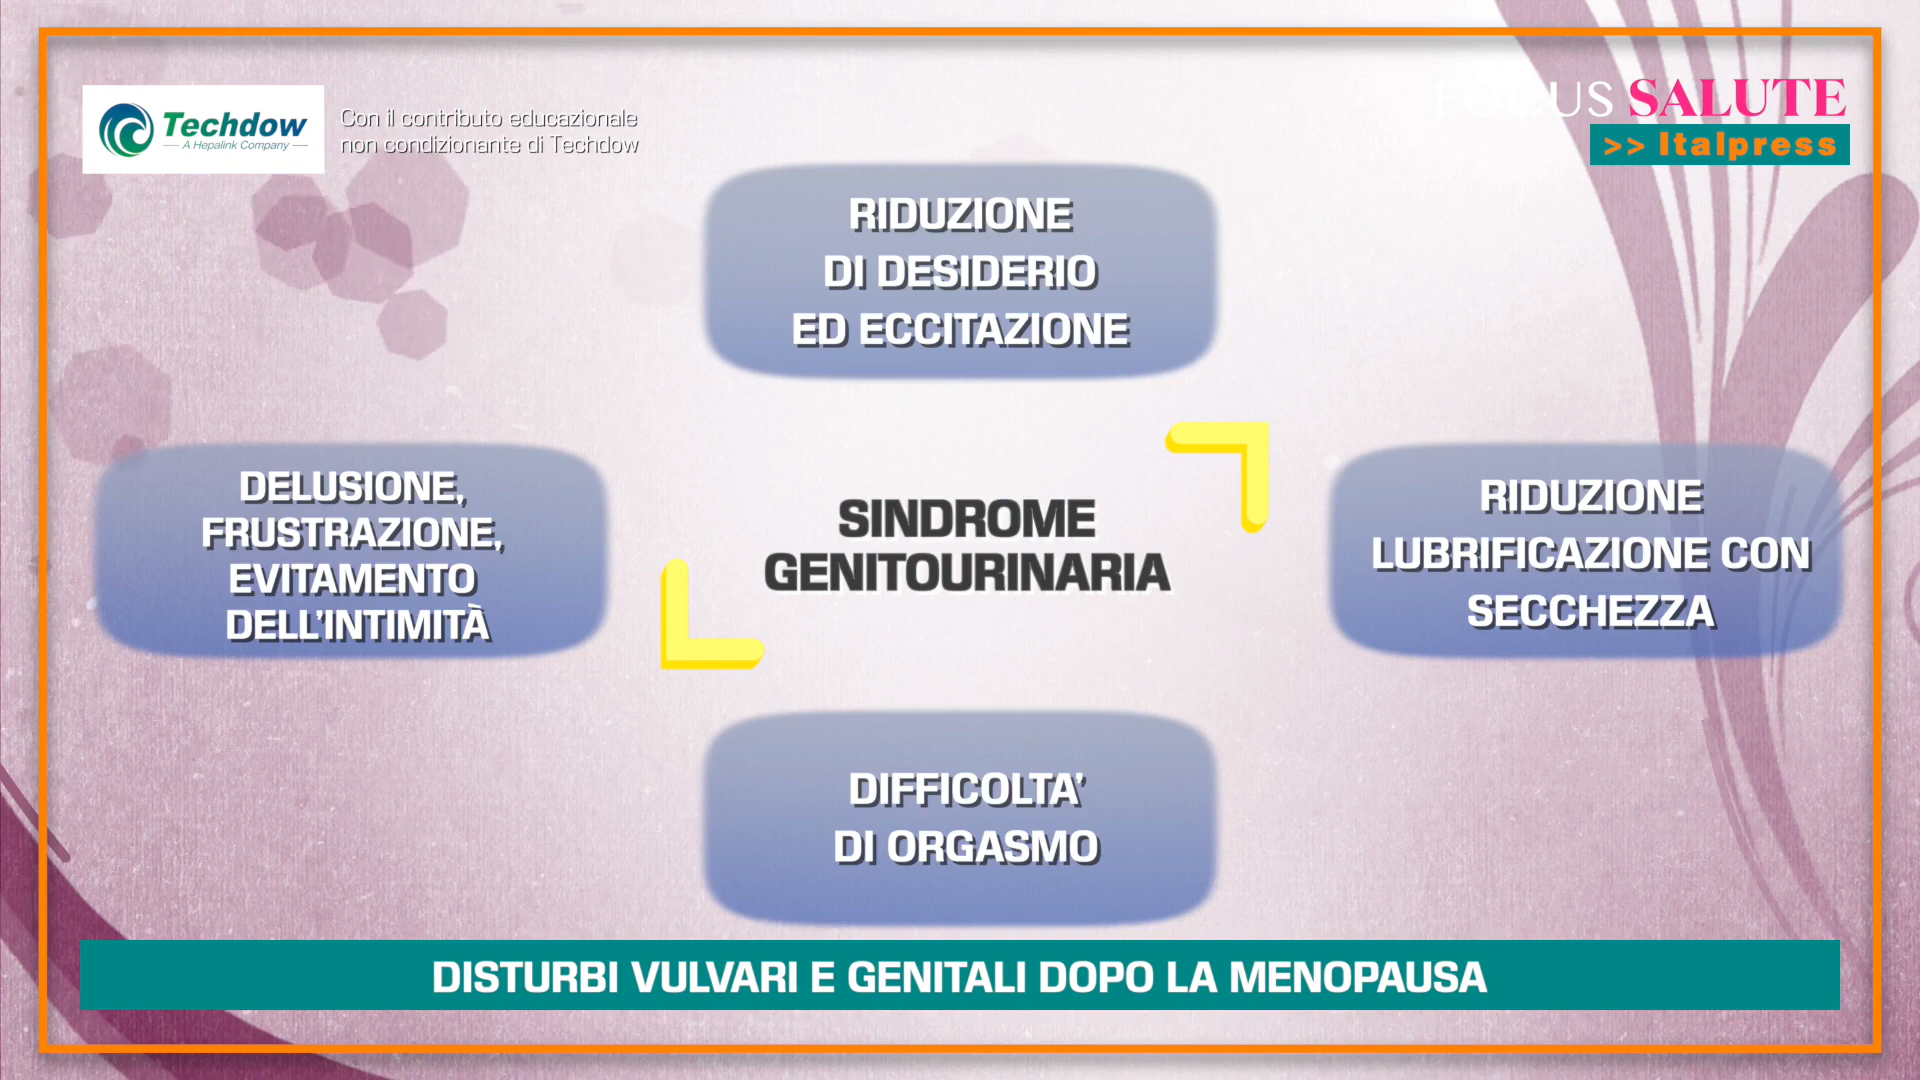 Techdow
A Hepalink Company
Con il contributo educazionale
non condizionante di Techdow
FOCUS SALUTE
>> Italpress
RIDUZIONE
DI DESIDERIO
ED ECCITAZIONE
DELUSIONE,
FRUSTRAZIONE,
EVITAMENTO
DELL'INTIMITÀ
SINDROME
GENITOURINARIA
RIDUZIONE
LUBRIFICAZIONE CON
SECCHEZZA
DIFFICOLTA'
DI ORGASMO
DISTURBI VULVARI E GENITALI DOPO LA MENOPAUSA